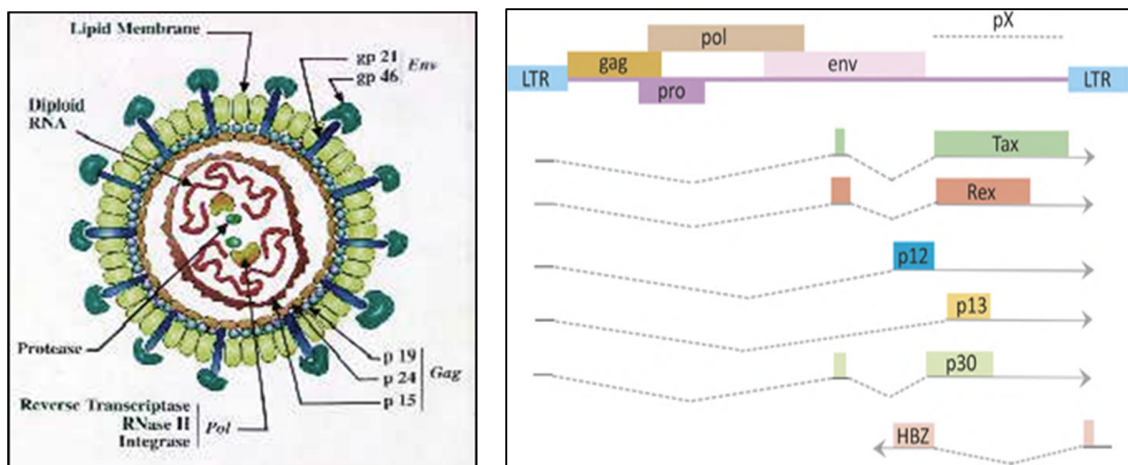 Lipid Membrane
gp 21
gp 46
Env
Diploid
RNA
Protease
p 19
p 24
p 15
Gag
Reverse Transcriptase
RNase II
Integrase
Pol
pX
pol
gag
env
LTR
LTR
pro
Tax
Rex
p12
p13
p30
HBZ